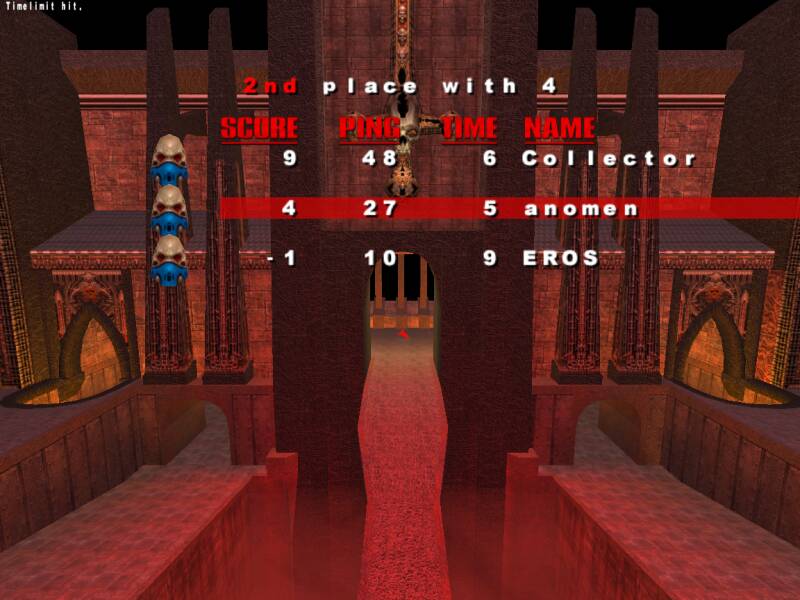 Timelimit hit.
2nd place with 4
SCORE PING TIME NAME
9 48 6 Collector
4 27 5 anomen
-1 10 9 EROS